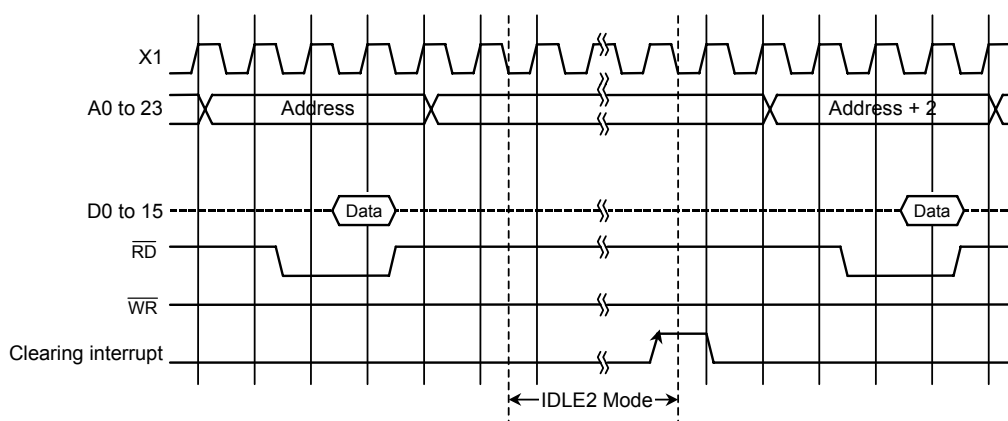 X1
A0 to 23
Address
Address + 2
D0 to 15
Data
Data
RD
WR
Clearing interrupt
IDLE2 Mode